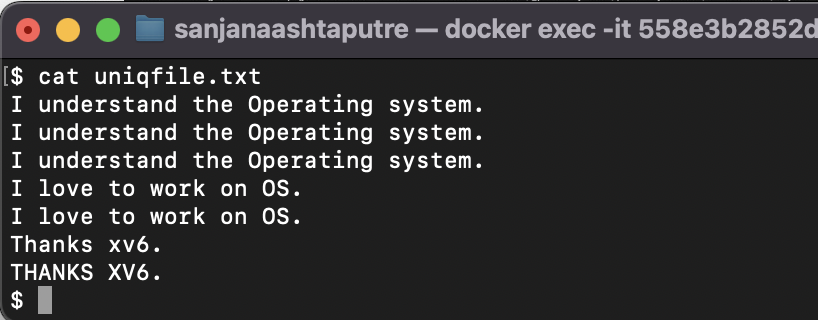 sanjanaashtaputre — docker exec -it 558e3b2852d
$ cat uniqfile.txt
I understand the Operating system.
I understand the Operating system.
I understand the Operating system.
I love to work on OS.
I love to work on OS.
Thanks xv6.
THANKS XV6.
$